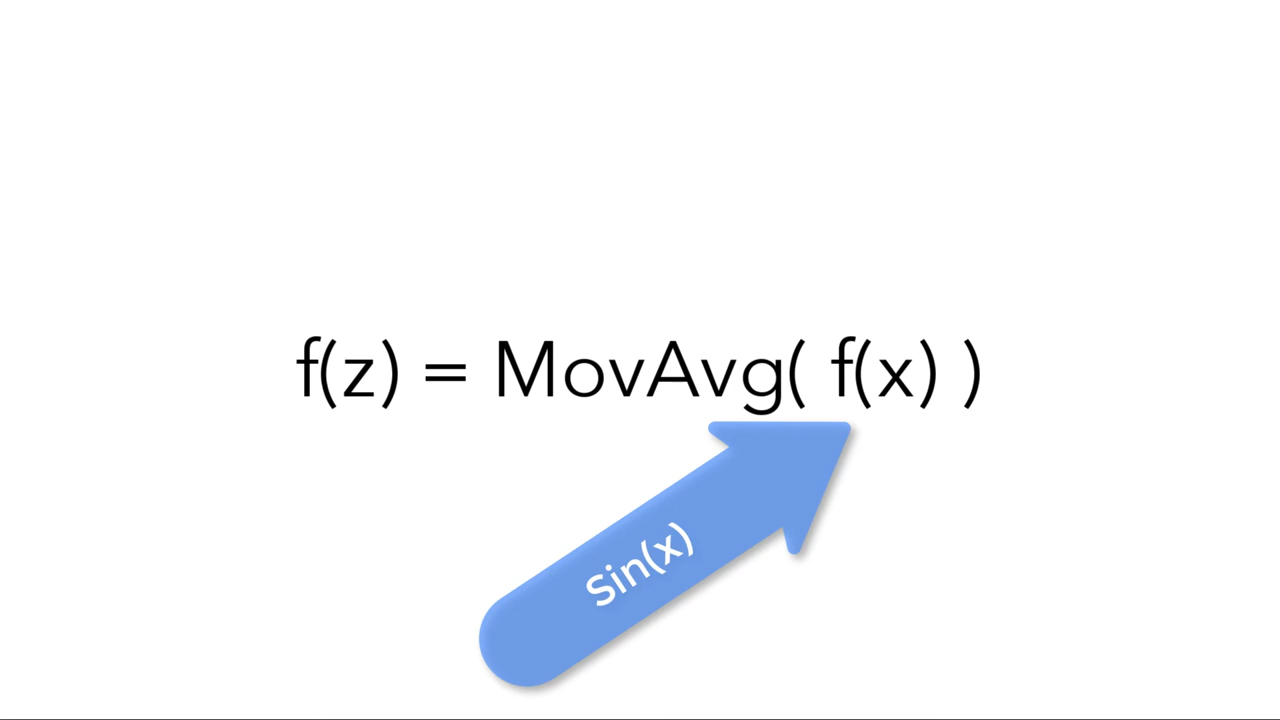 f(z) = MovAvg( f(x) )
Sin(x)